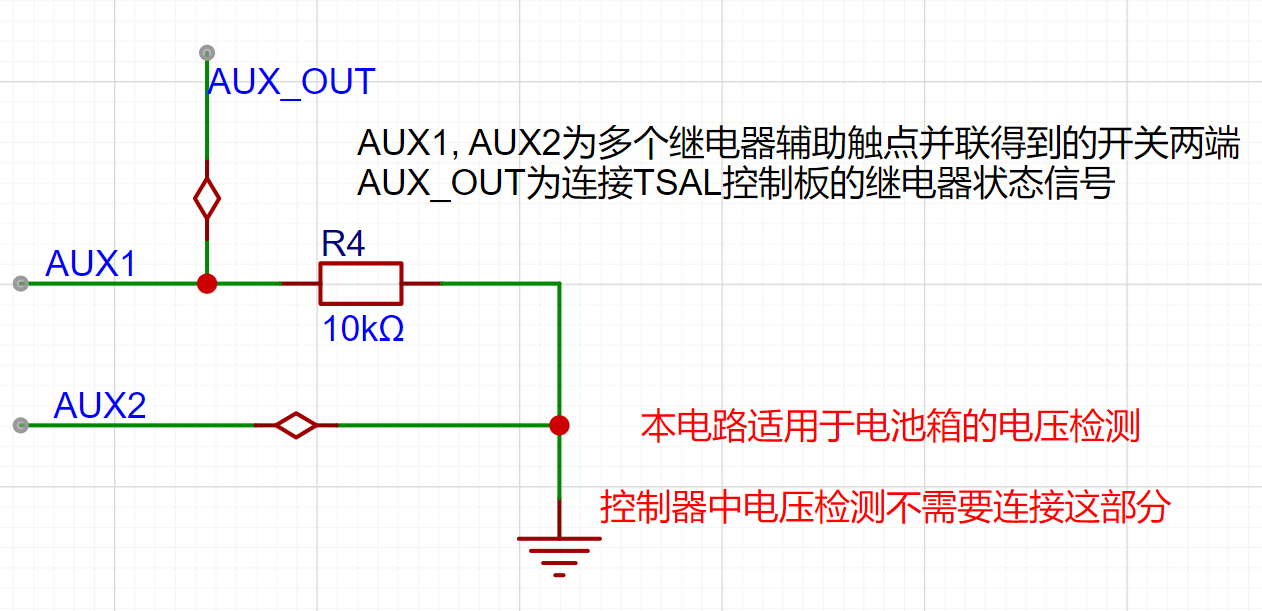 AUX_OUT
AUX1, AUX2为多个继电器辅助触点并联得到的开关两端
AUX_OUT为连接TSAL控制板的继电器状态信号
AUX1
R4
10kΩ
AUX2
本电路适用于电池箱的电压检测
控制器中电压检测不需要连接这部分